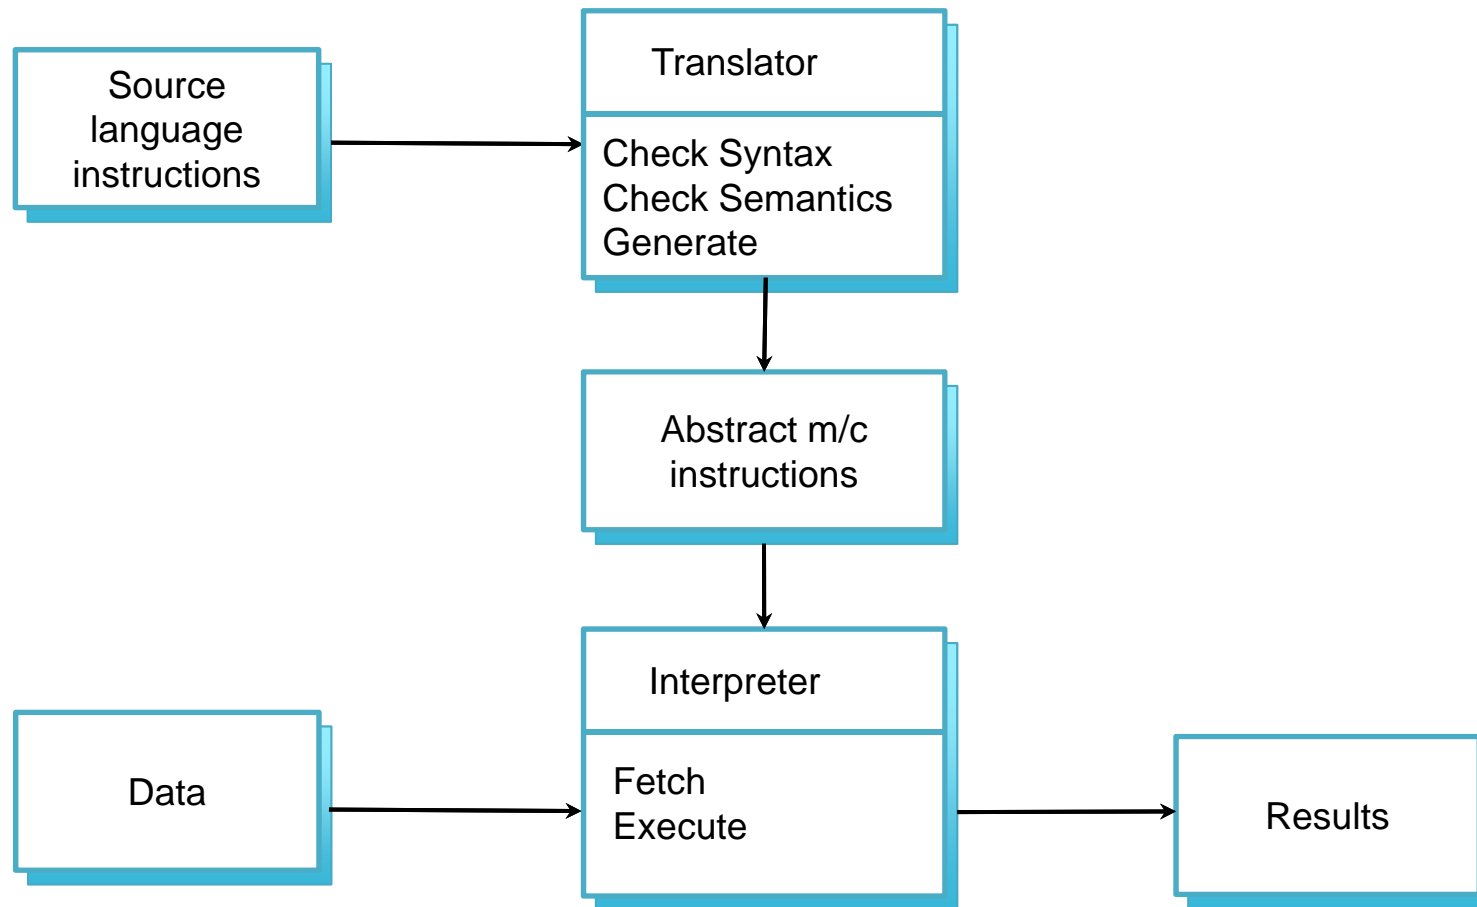 Source
language
instructions
Translator
Check Syntax
Check Semantics
Generate
Abstract m/c
instructions
Interpreter
Fetch
Execute
Data
Results